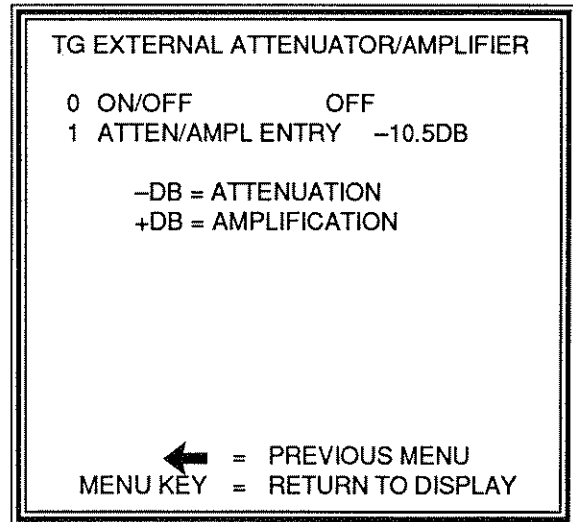 TG EXTERNAL ATTENUATOR/AMPLIFIER
0 ON/OFF OFF
1 ATTEN/AMPL ENTRY –10.5DB
–DB = ATTENUATION
+DB = AMPLIFICATION
= PREVIOUS MENU
MENU KEY = RETURN TO DISPLAY